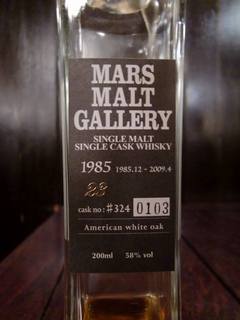 MARS
MALT
GALLERY
SINGLE MALT
SINGLE CASK WHISKY
1985 1985.12 - 2009.4
23
cask no : #324 0103
American white oak
200ml 58% vol